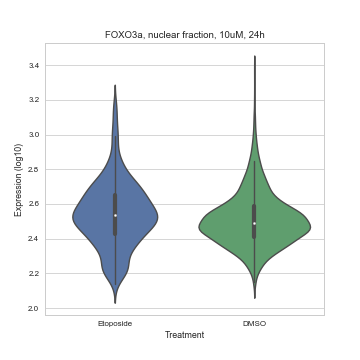 FOXO3a, nuclear fraction, 10uM, 24h
3.4
3.2
3.0
2.8
2.6
2.4
2.2
2.0
Expression (log10)
Etoposide DMSO
Treatment